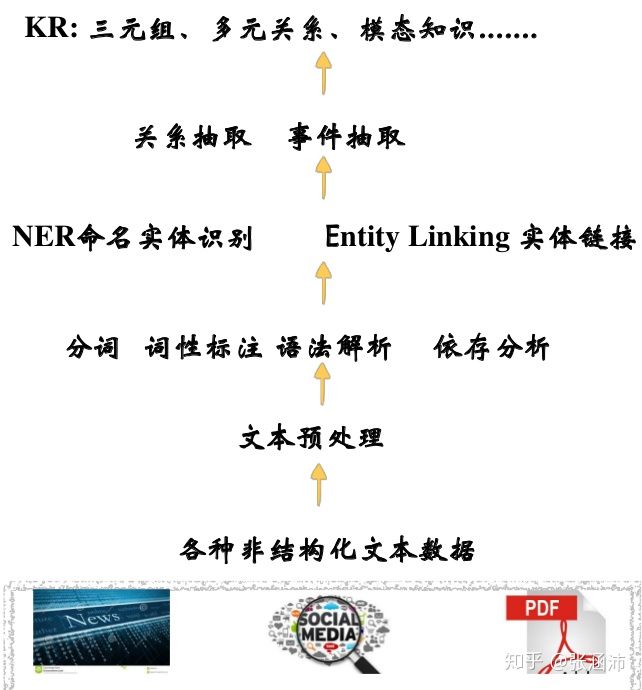 KR: 三元组、多元关系、模态知识.......
关系抽取 事件抽取
NER命名实体识别 Entity Linking 实体链接
分词 词性标注 语法解析 依存分析
文本预处理
各种非结构化文本数据
News
SOCIAL
MEDIA
PDF
知乎 @张涵沛